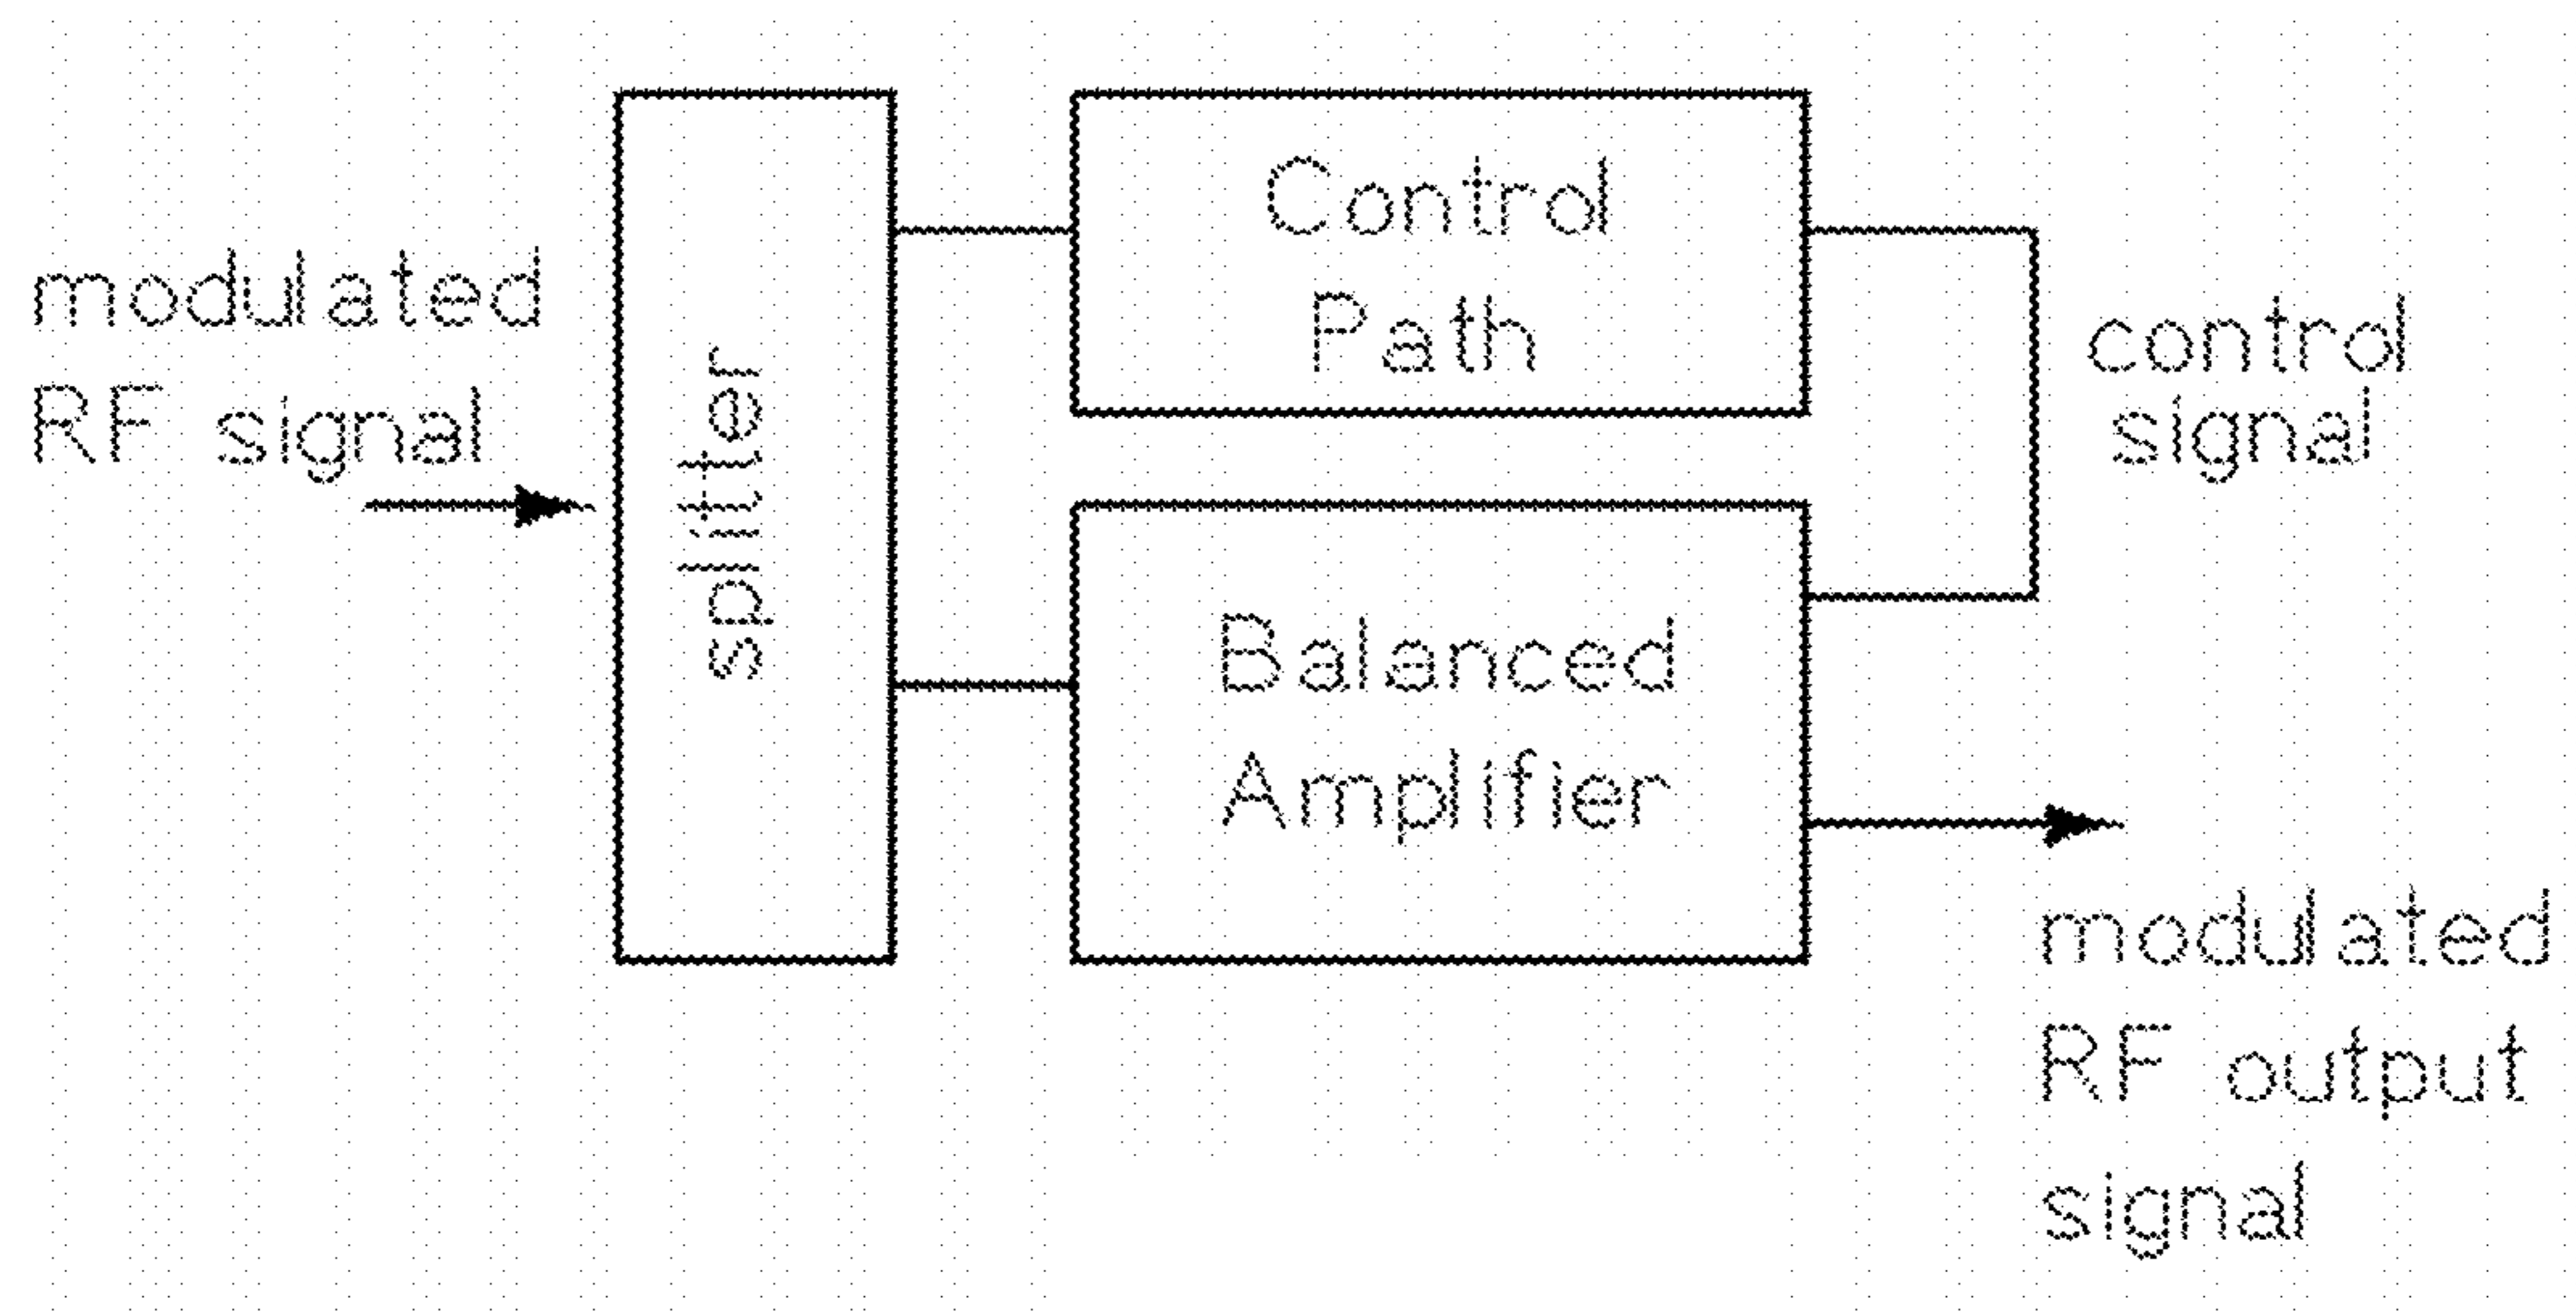 modulated
RF signal
splitter
Control
Path
control
signal
Balanced
Amplifier
modulated
RF output
signal